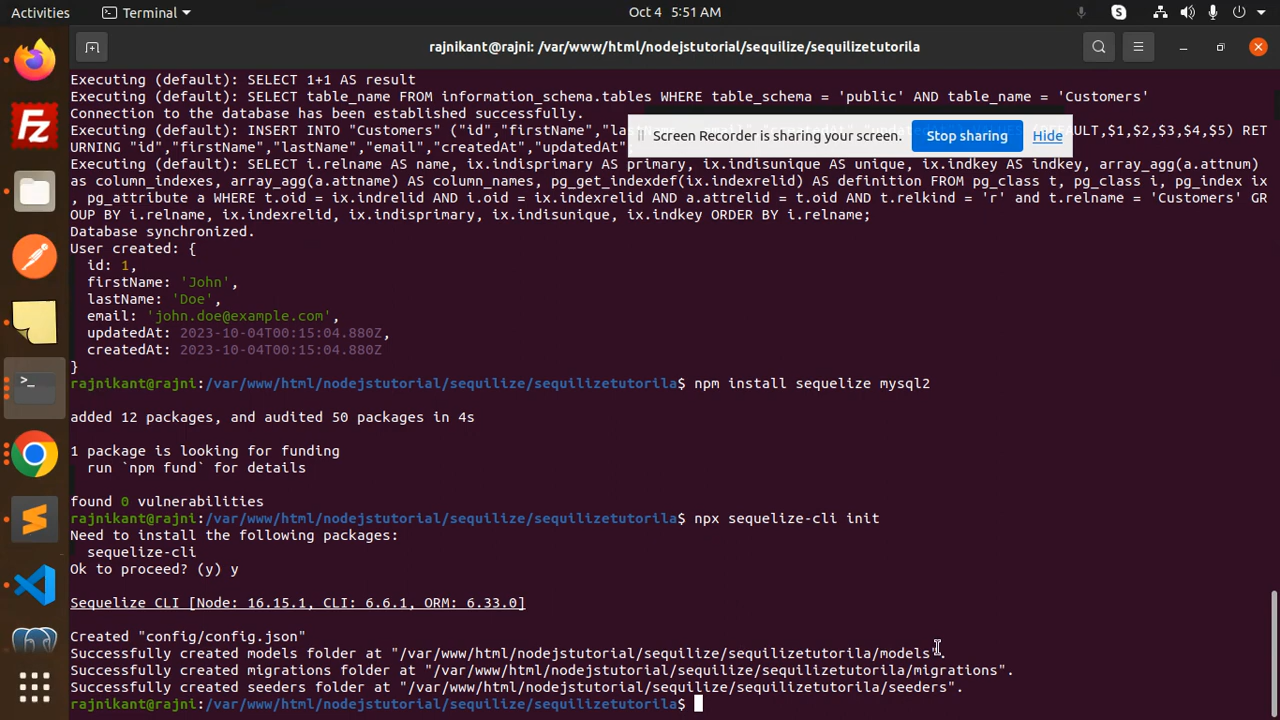 Activities
Terminal
Oct 4 5:51 AM
rajnikant@rajni: /var/www/html/nodejstutorial/sequilize/sequilizetutorila
Executing (default): SELECT 1+1 AS result
Executing (default): SELECT table_name FROM information_schema.tables WHERE table_schema = 'public' AND table_name = 'Customers'
Connection to the database has been established successfully.
Screen Recorder is sharing your screen. Stop sharing Hide
Executing (default): INSERT INTO "Customers" ("id","firstName","las DEFAULT,$1,$2,$3,$4,$5) RET
URNING "id","firstName","lastName","email","createdAt","updatedAt";
Executing (default): SELECT i.relname AS name, ix.indisprimary AS primary, ix.indisunique AS unique, ix.indkey AS indkey, array_agg(a.attnum)
as column_indexes, array_agg(a.attname) AS column_names, pg_get_indexdef(ix.indexrelid) AS definition FROM pg_class t, pg_class i, pg_index ix
, pg_attribute a WHERE t.oid = ix.indrelid AND i.oid = ix.indexrelid AND a.attrelid = t.oid AND t.relkind = 'r' and t.relname = 'Customers' GR
OUP BY i.relname, ix.indexrelid, ix.indisprimary, ix.indisunique, ix.indkey ORDER BY i.relname;
Database synchronized.
User created: {
id: 1,
firstName: 'John',
lastName: 'Doe',
email: 'john.doe@example.com',
updatedAt: 2023-10-04T00:15:04.880Z,
createdAt: 2023-10-04T00:15:04.880Z
}
rajnikant@rajni:/var/www/html/nodejstutorial/sequilize/sequilizetutorila$ npm install sequelize mysql2
added 12 packages, and audited 50 packages in 4s
1 package is looking for funding
run `npm fund` for details
found 0 vulnerabilities
rajnikant@rajni:/var/www/html/nodejstutorial/sequilize/sequilizetutorila$ npx sequelize-cli init
Need to install the following packages:
sequelize-cli
Ok to proceed? (y) y
Sequelize CLI [Node: 16.15.1, CLI: 6.6.1, ORM: 6.33.0]
Created "config/config.json"
Successfully created models folder at "/var/www/html/nodejstutorial/sequilize/sequilizetutorila/models".
Successfully created migrations folder at "/var/www/html/nodejstutorial/sequilize/sequilizetutorila/migrations".
Successfully created seeders folder at "/var/www/html/nodejstutorial/sequilize/sequilizetutorila/seeders".
rajnikant@rajni:/var/www/html/nodejstutorial/sequilize/sequilizetutorila$